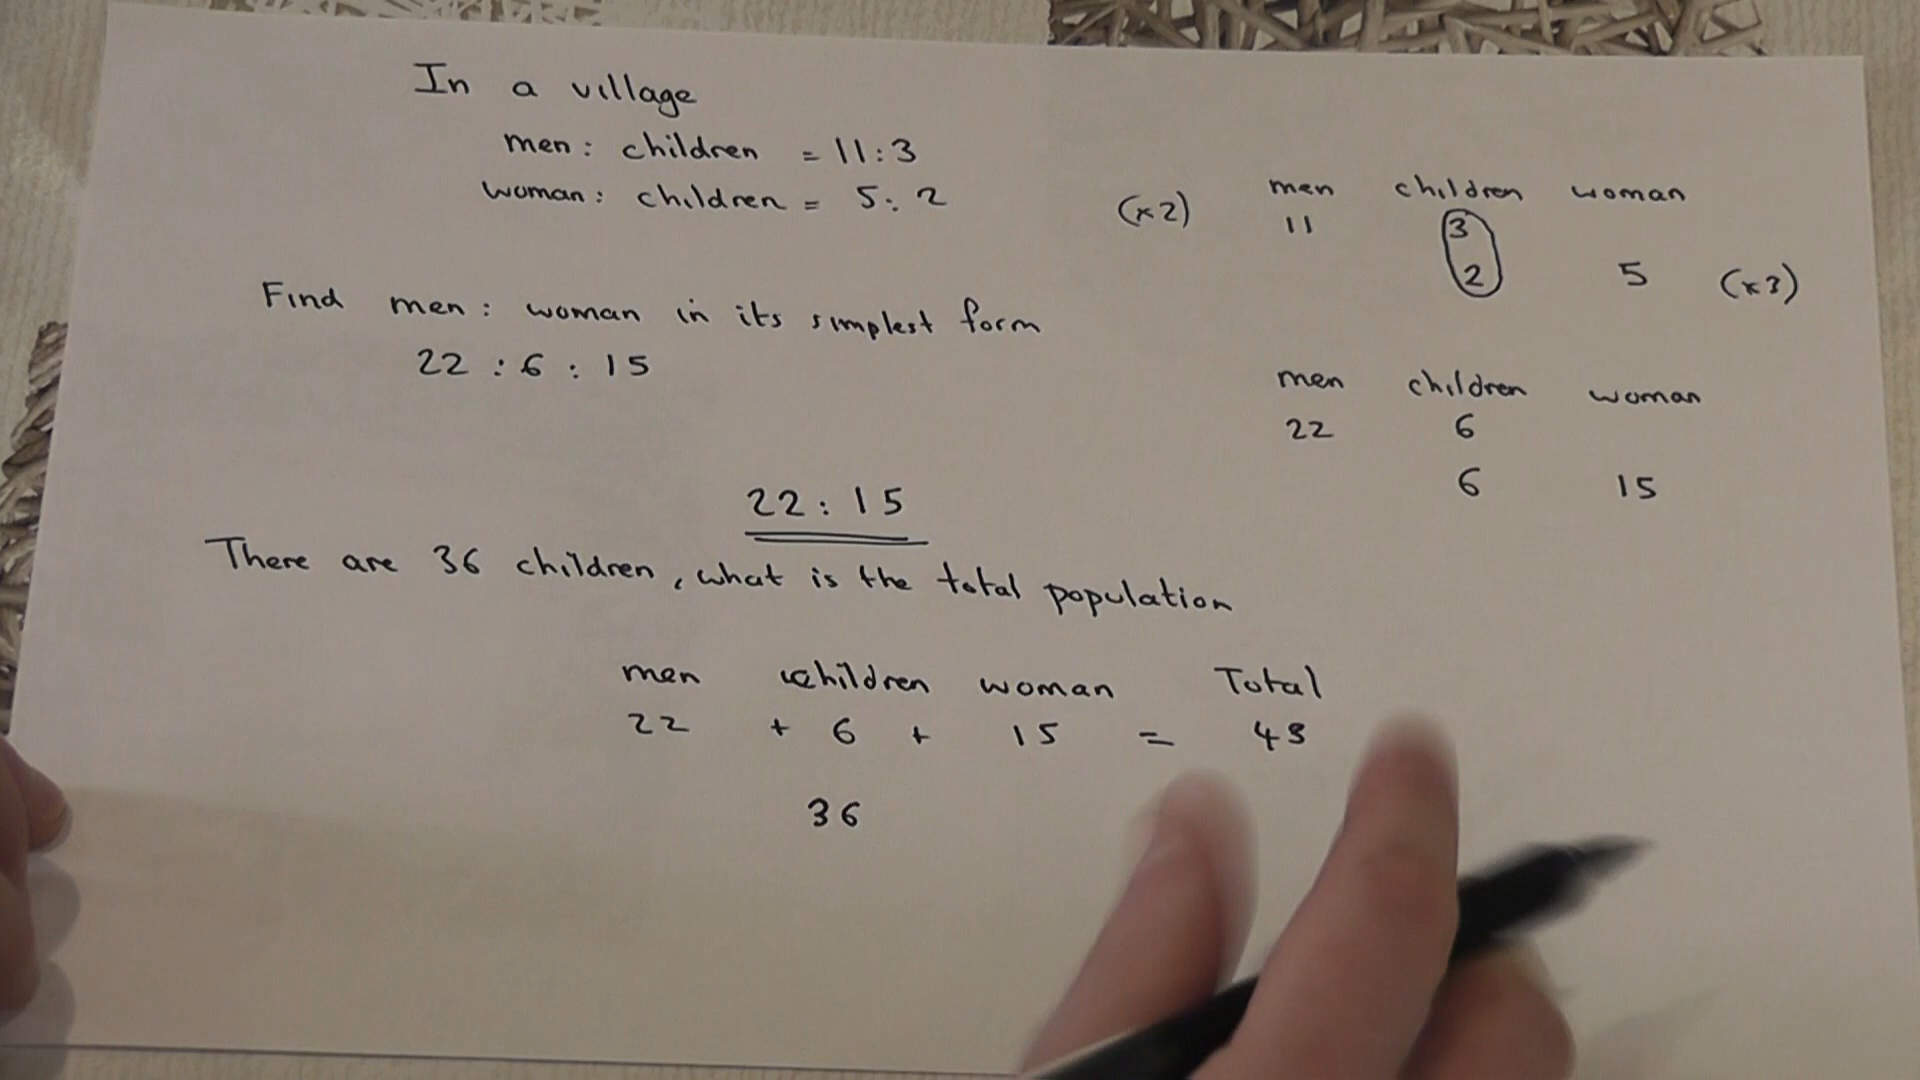 In a village
men: children = 11:3
woman: children = 5:2
Find men: woman in its simplest form
22 : 6 : 15
22:15
There are 36 children, what is the total population
men children woman Total
22 + 6 + 15 = 43
36
men children woman
(x2) 11 3
2 5 (x3)
men children woman
22 6
6 15